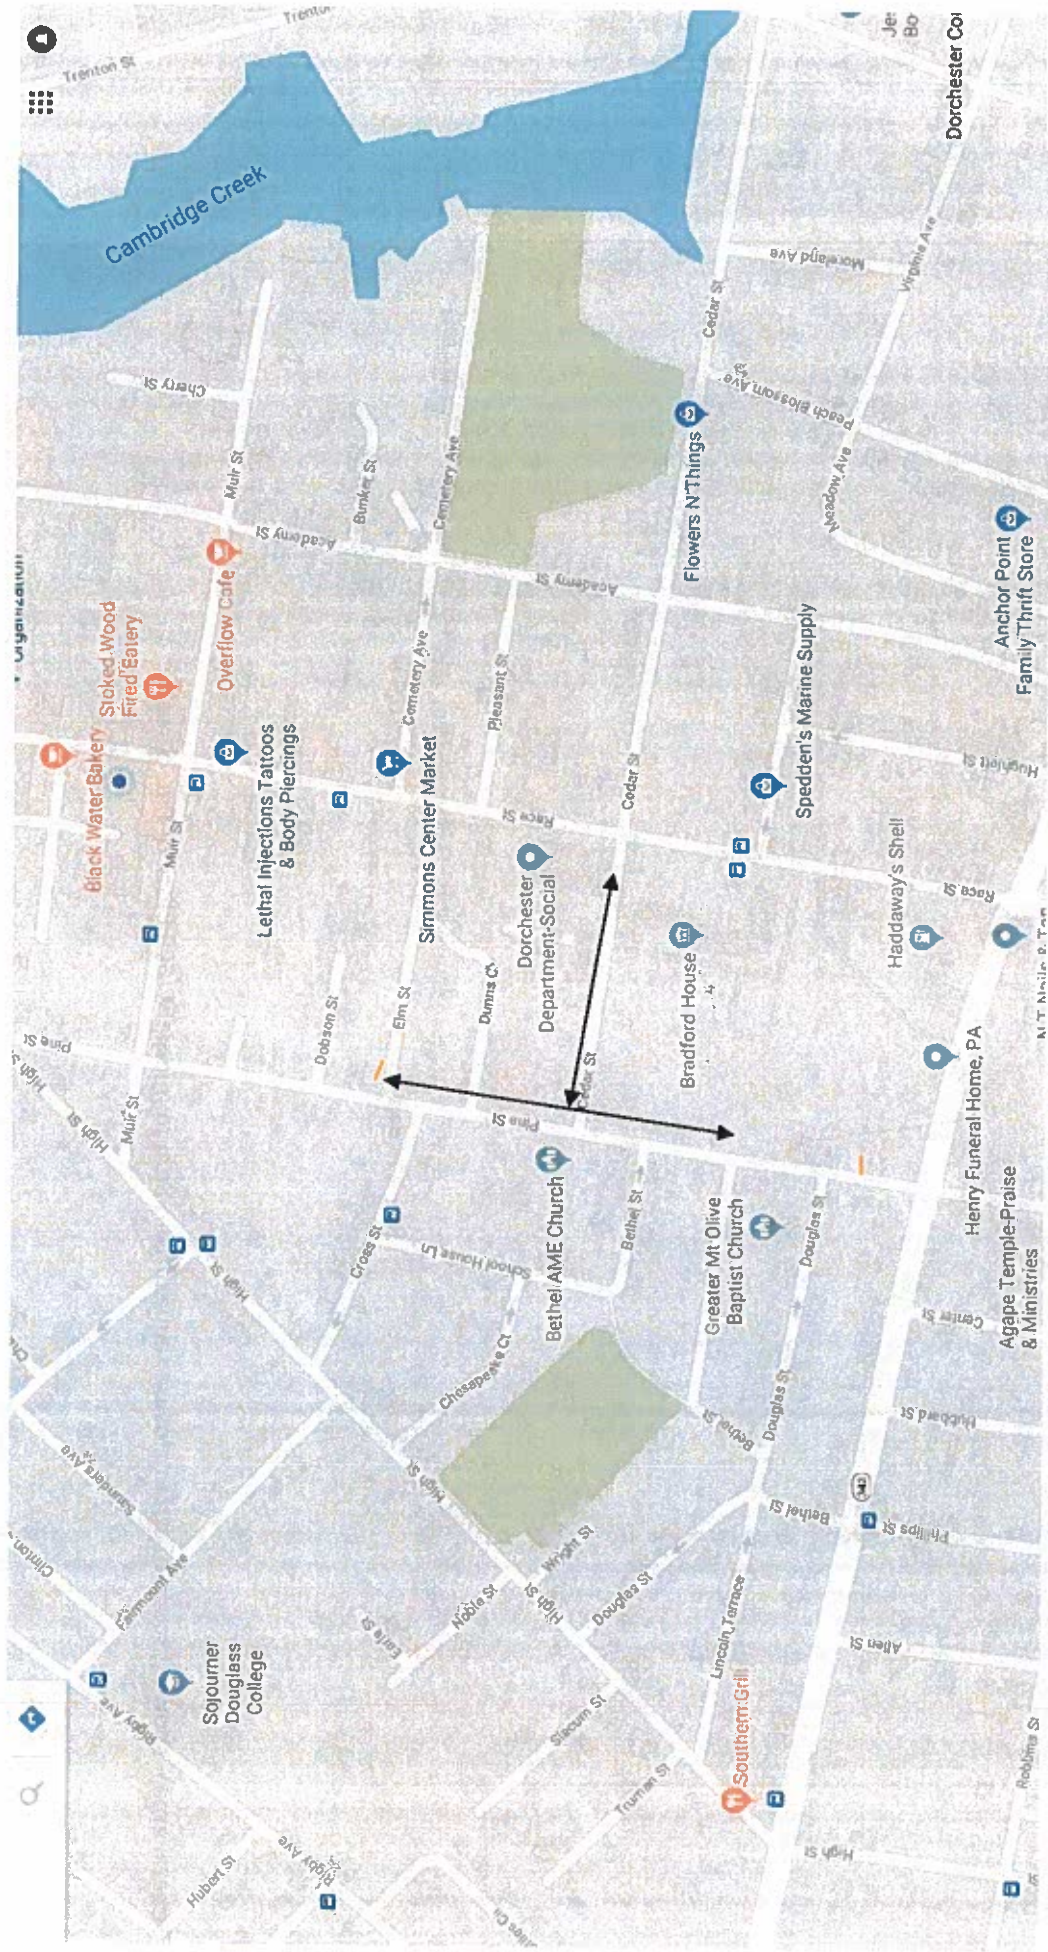 Trenton St
Cambridge Creek
Cherry St
Muir St
Bunker St
Academy St
Cemetery Ave
Cedar St
Moreland Ave
Virginia Ave
Dorchester
Peach Blossom Ave
Meadow Ave
Flowers N Things
Academy St
Anchor Point
Family Thrift Store
Overflow Cafe
Stoked Wood
Fired Eatery
Black Water Bakery
Lethal Injections Tattoos
& Body Piercings
Simmons Center Market
Cemetery Ave
Pleasant St
Race St
Cedar St
Spedden's Marine Supply
Hughlett St
Muir St
Dobson St
Elm St
Dunns
Dorchester
Department-Social
Cedar St
Bradford House
Haddaway's Shell
Race St
Henry Funeral Home, PA
Pine St
High St
High St
Muir St
Pine St
Bethel AME Church
Bethel St
Greater Mt Olive
Baptist Church
Douglas St
Agape Temple-Praise
& Ministries
Center St
High St
Cross St
School House Ln
Chesapeake Ct
Bethel St
Douglas St
Hubbard St
Saunders Ave
High St
Bethel St
Phillips St
342
Clinton
Fairmount Ave
Wright St
High St
High St
Noble St
Earle St
Douglas St
Lincoln Terrace
Allen St
Sojourner
Douglass
College
Rigby Ave
Slacum St
Truman St
Southern Grill
Robbins St
Hubert St
Rigby Ave
High St